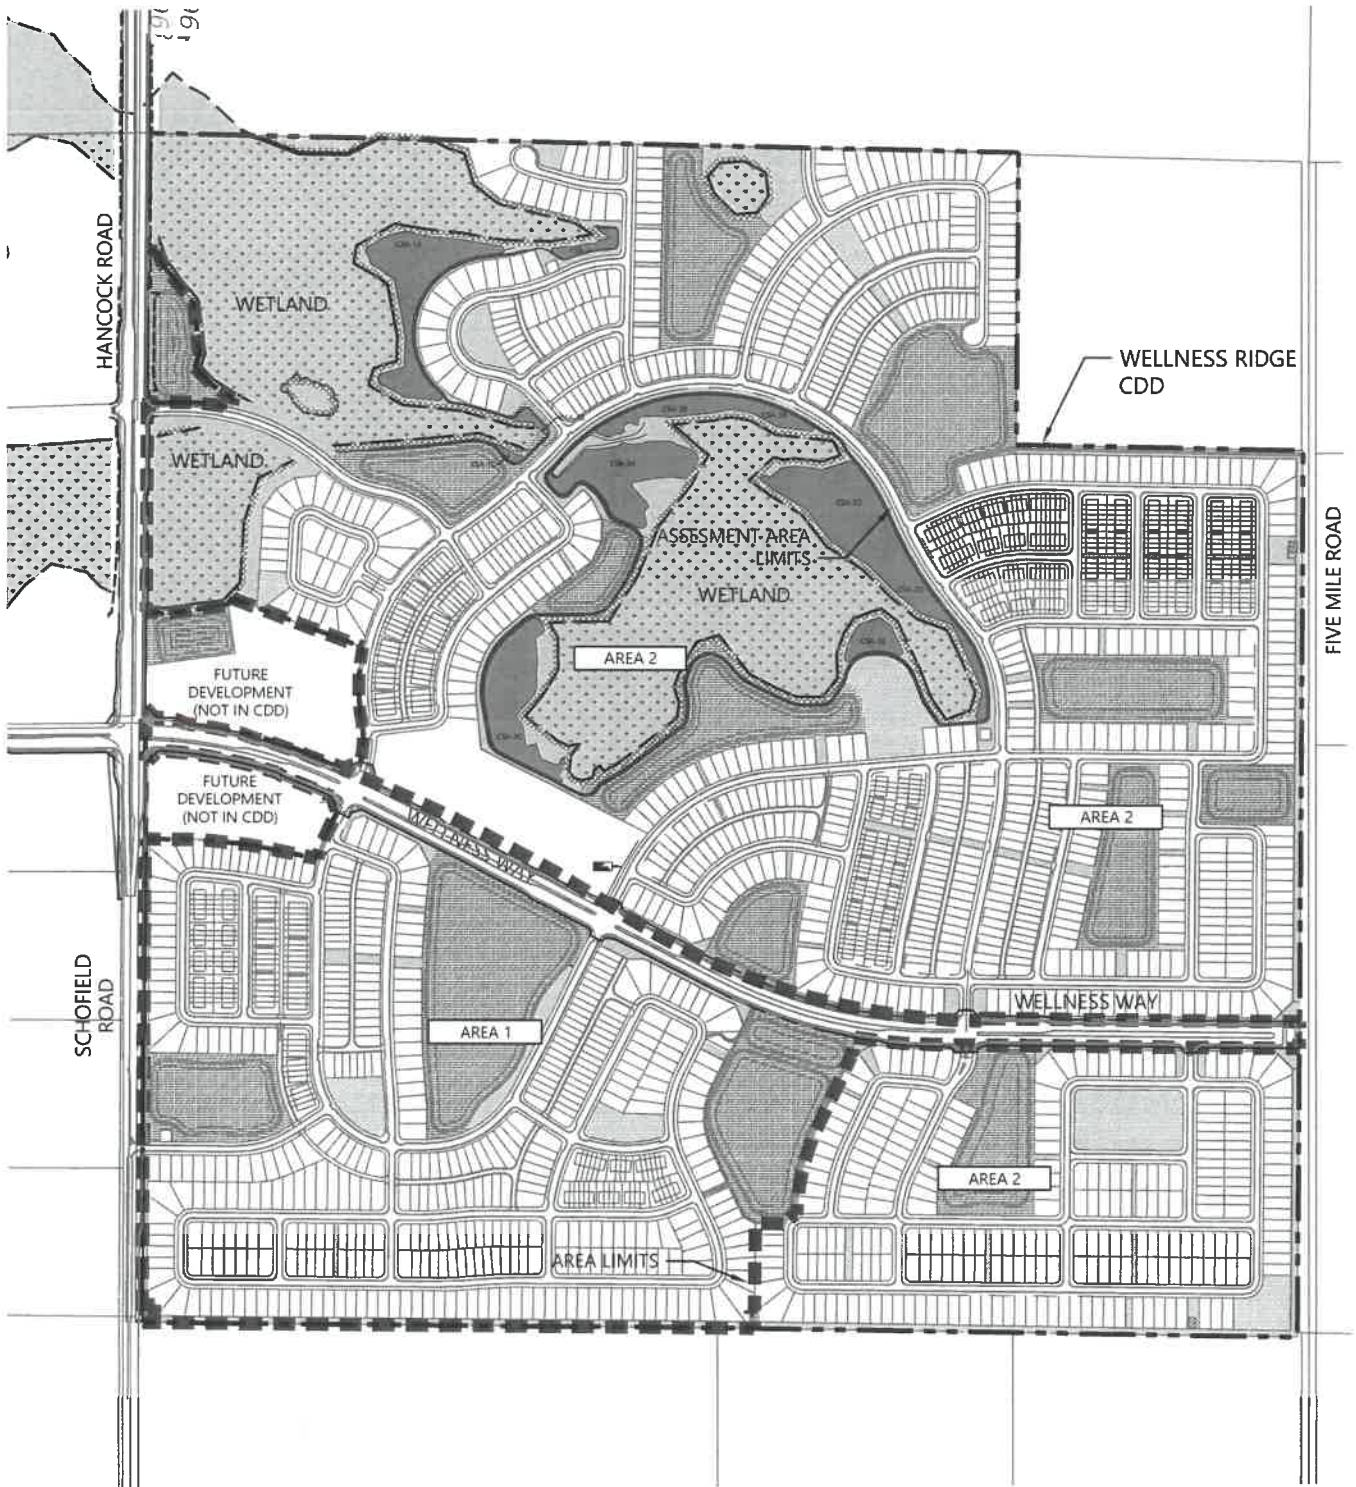 HANCOCK ROAD
WETLAND
WELLNESS RIDGE
CDD
WETLAND
ASSESMENT AREA
LIMITS
WETLAND
FIVE MILE ROAD
AREA 2
FUTURE
DEVELOPMENT
(NOT IN CDD)
FUTURE
DEVELOPMENT
(NOT IN CDD)
WELLNESS WAY
AREA 2
SCHOFIELD
ROAD
WELLNESS WAY
AREA 1
AREA 2
AREA LIMITS